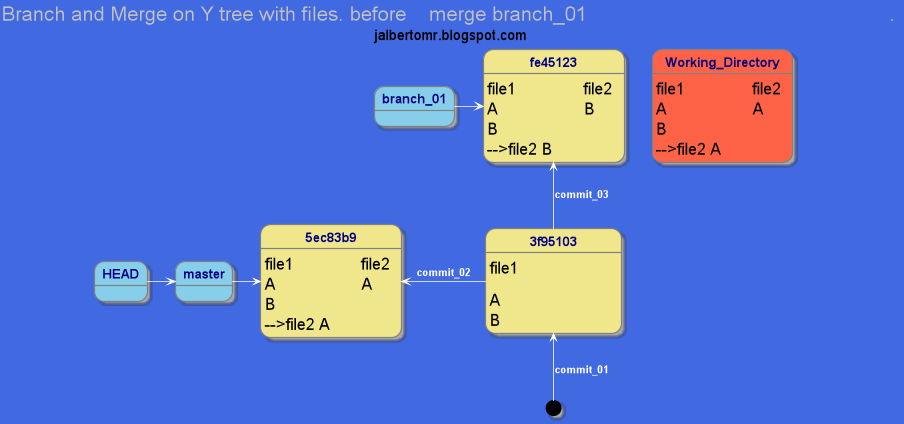 Branch and Merge on Y tree with files. before merge branch_01 .
jalbertomr.blogspot.com
fe45123
file1 file2
A B
B
-->file2 B
Working_Directory
file1 file2
A A
B
-->file2 A
branch_01
commit_03
5ec83b9
file1 file2
A A
B
-->file2 A
3f95103
file1
A
B
HEAD
master
commit_02
commit_01